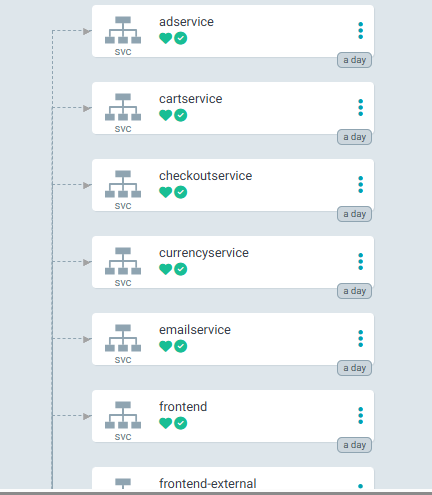 adservice
svc
a day
cartservice
svc
a day
checkoutservice
svc
a day
currencyservice
svc
a day
emailservice
svc
a day
frontend
svc
a day
frontend-external